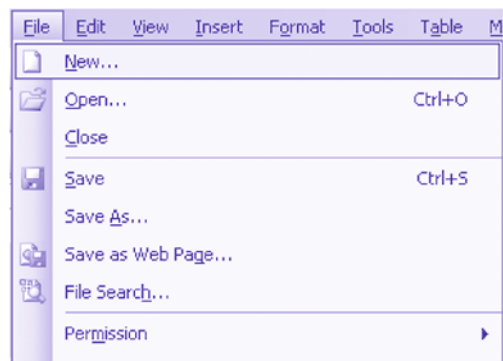 File Edit View Insert Format Tools Table M
New...
Open... Ctrl+O
Close
Save Ctrl+S
Save As...
Save as Web Page...
File Search...
Permission